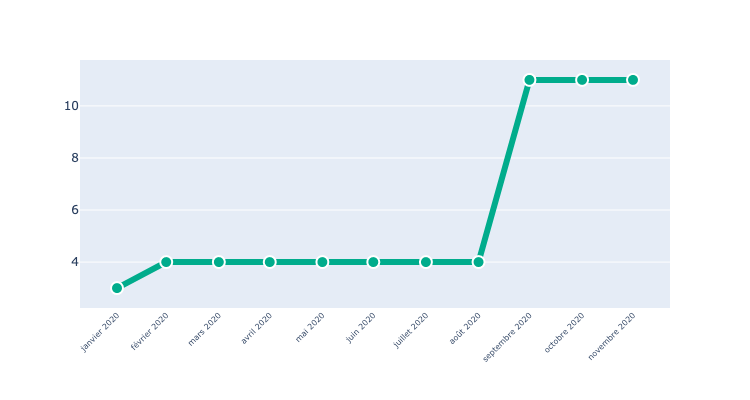 10
8
6
4
janvier 2020
février 2020
mars 2020
avril 2020
mai 2020
juin 2020
juillet 2020
août 2020
septembre 2020
octobre 2020
novembre 2020